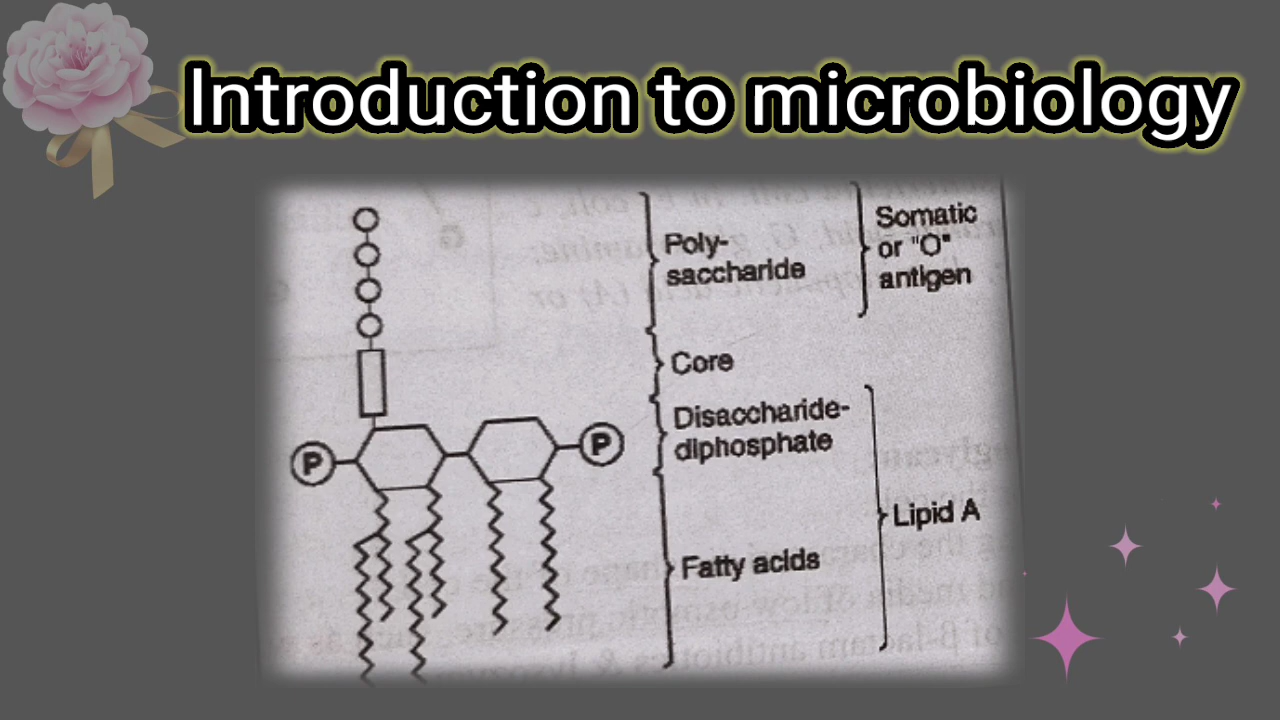 Introduction to microbiology
Poly-
saccharide
Somatic
or "O"
antigen
Core
Disaccharide-
diphosphate
Lipid A
Fatty acids
P
P